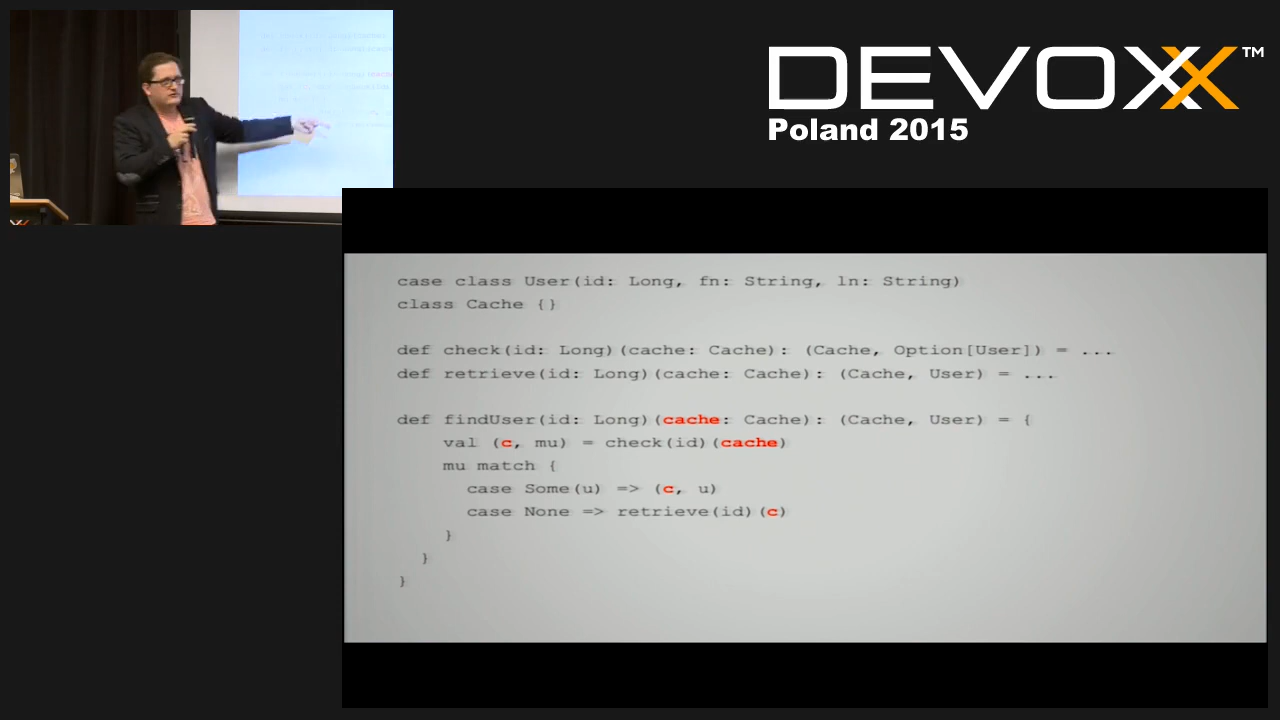 DEVOXX™
Poland 2015
case class User(id: Long, fn: String, ln: String)
class Cache {}
def check(id: Long)(cache: Cache): (Cache, Option[User]) = ...
def retrieve(id: Long)(cache: Cache): (Cache, User) = ...
def findUser(id: Long)(cache: Cache): (Cache, User) = {
val (c, mu) = check(id)(cache)
mu match {
case Some(u) => (c, u)
case None => retrieve(id)(c)
}
}
}